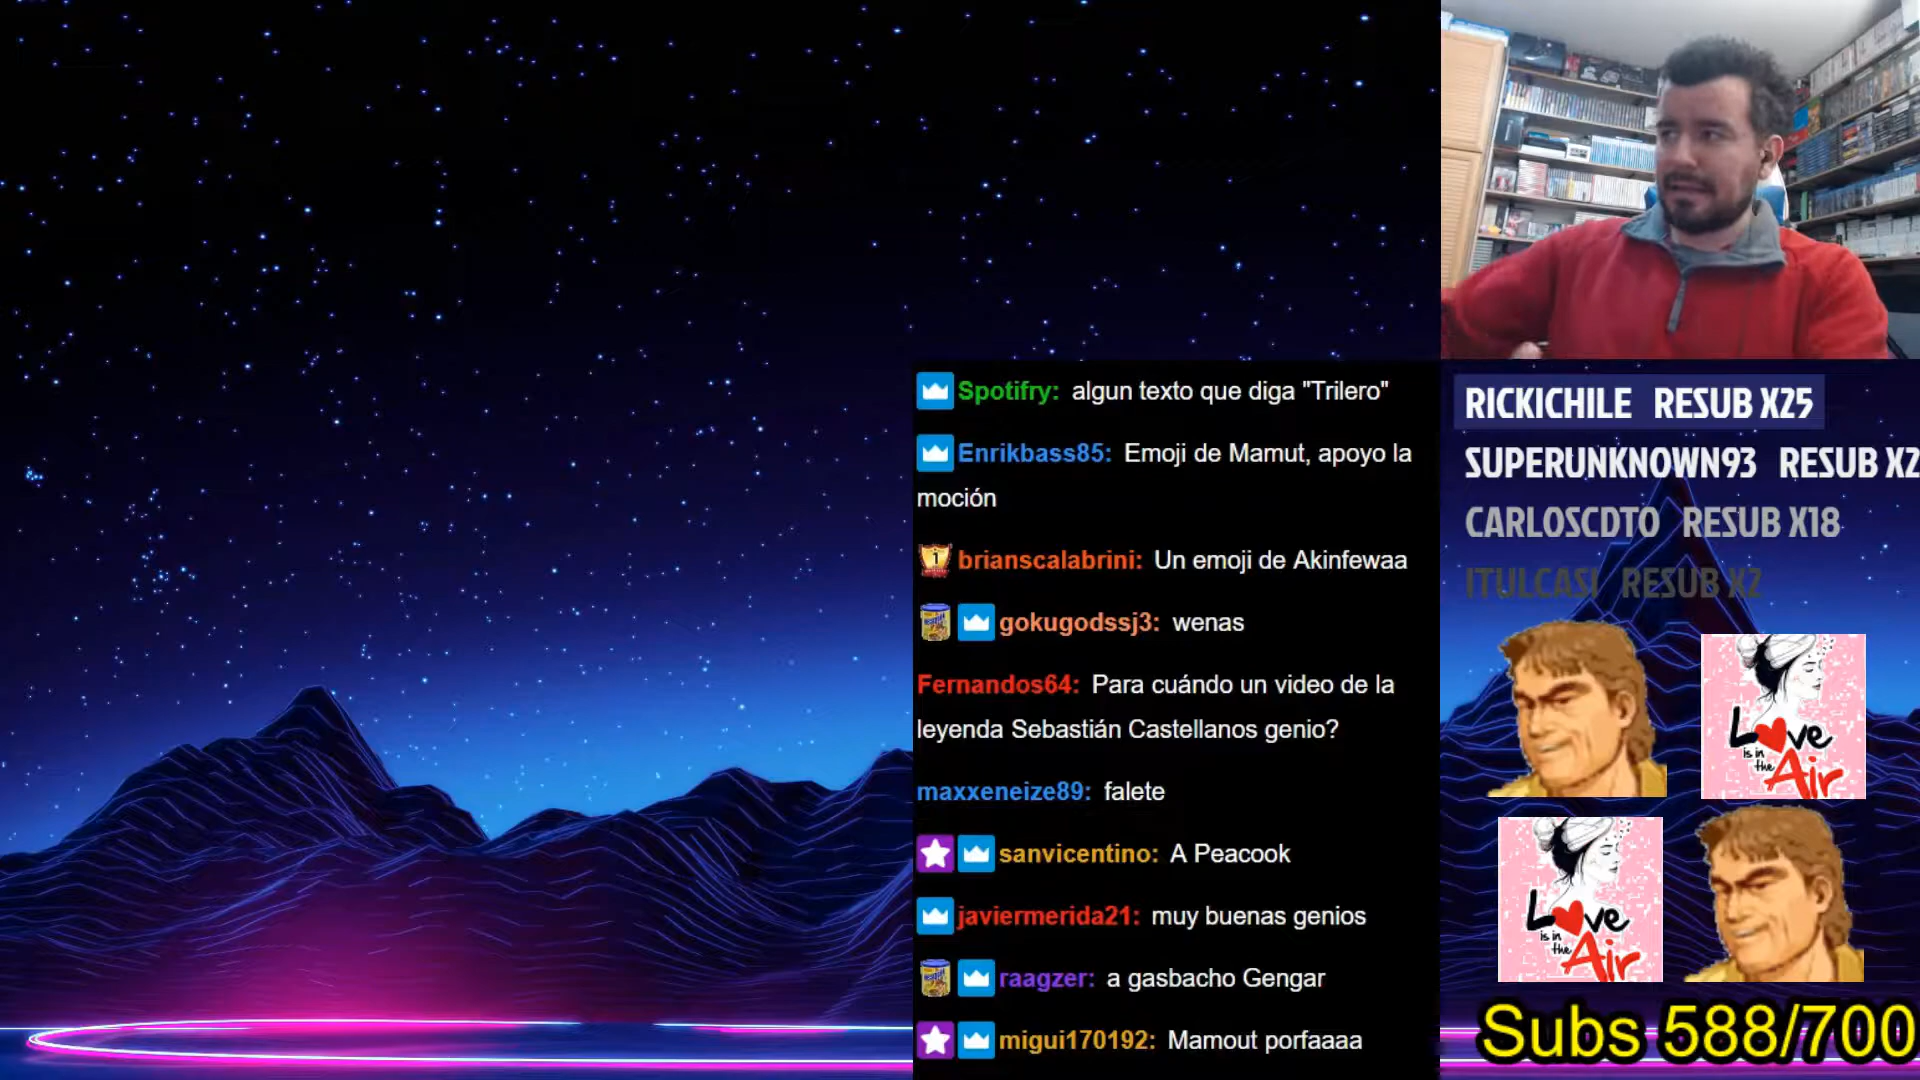 Spotifry: algun texto que diga "Trilero"
Enrikbass85: Emoji de Mamut, apoyo la
moción
brianscalabrini: Un emoji de Akinfewaa
gokugodssj3: wenas
Fernandos64: Para cuándo un video de la
leyenda Sebastián Castellanos genio?
maxxeneize89: falete
sanvicentino: A Peacook
javiermerida21: muy buenas genios
raagzer: a gasbacho Gengar
migui170192: Mamout porfaaaa
RICKICHILE RESUB X25
SUPERUNKNOWN93 RESUB X2
CARLOSCDTO RESUB X18
ITULCASI RESUB X2
Love
is in
the Air
Love
is in
the Air
Subs 588/700